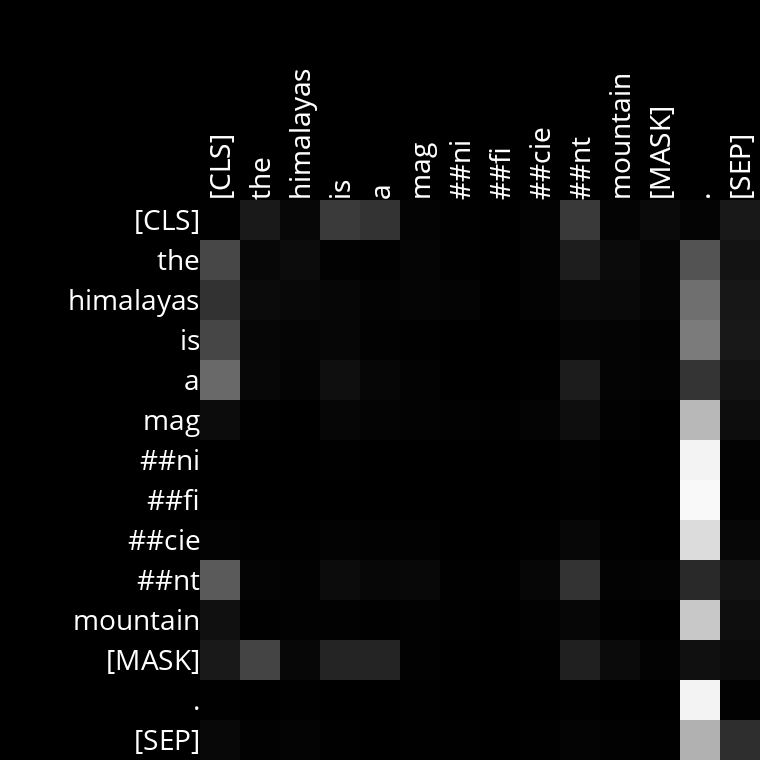 [CLS] the himalayas is a mag ##ni ##fi ##cie ##nt mountain [MASK] . [SEP]
[CLS]
the
himalayas
is
a
mag
##ni
##fi
##cie
##nt
mountain
[MASK]
.
[SEP]